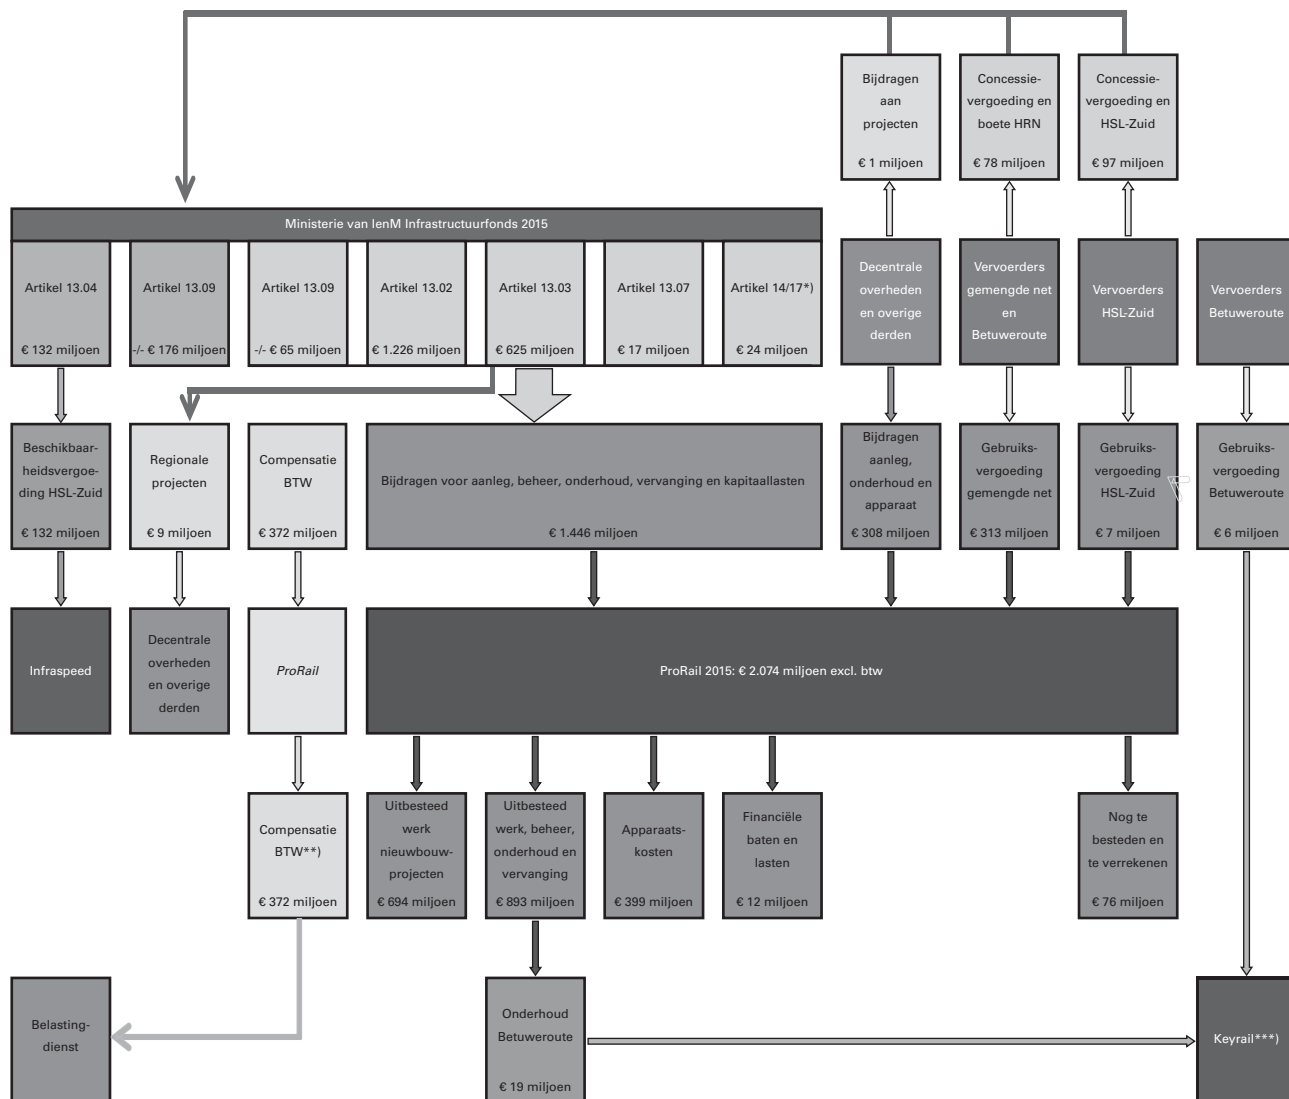 Bijdragen
aan
projecten
€ 1 miljoen
Concessie-
vergoeding en
boete HRN
€ 78 miljoen
Concessie-
vergoeding en
HSL-Zuid
€ 97 miljoen
Ministerie van IenM Infrastructuurfonds 2015
Artikel 13.04
€ 132 miljoen
Artikel 13.09
-/- € 176 miljoen
Artikel 13.09
-/- € 65 miljoen
Artikel 13.02
€ 1.226 miljoen
Artikel 13.03
€ 625 miljoen
Artikel 13.07
€ 17 miljoen
Artikel 14/17*)
€ 24 miljoen
Decentrale
overheden
en overige
derden
Vervoerders
gemengde net
en
Betuweroute
Vervoerders
HSL-Zuid
Vervoerders
Betuweroute
Beschikbaar-
heidsvergoe-
ding HSL-Zuid
€ 132 miljoen
Regionale
projecten
€ 9 miljoen
Compensatie
BTW
€ 372 miljoen
Bijdragen voor aanleg, beheer, onderhoud, vervanging en kapitaallasten
€ 1.446 miljoen
Bijdragen
aanleg,
onderhoud en
apparaat
€ 308 miljoen
Gebruiks-
vergoeding
gemengde net
€ 313 miljoen
Gebruiks-
vergoeding
HSL-Zuid
€ 7 miljoen
Gebruiks-
vergoeding
Betuweroute
€ 6 miljoen
Infraspeed
Decentrale
overheden
en overige
derden
ProRail
ProRail 2015: € 2.074 miljoen excl. btw
Compensatie
BTW**)
€ 372 miljoen
Uitbesteed
werk
nieuwbouw-
projecten
€ 694 miljoen
Uitbesteed
werk, beheer,
onderhoud en
vervanging
€ 893 miljoen
Apparaats-
kosten
€ 399 miljoen
Financiële
baten en
lasten
€ 12 miljoen
Nog te
besteden en
te verrekenen
€ 76 miljoen
Belasting-
dienst
Onderhoud
Betuweroute
€ 19 miljoen
Keyrail***)